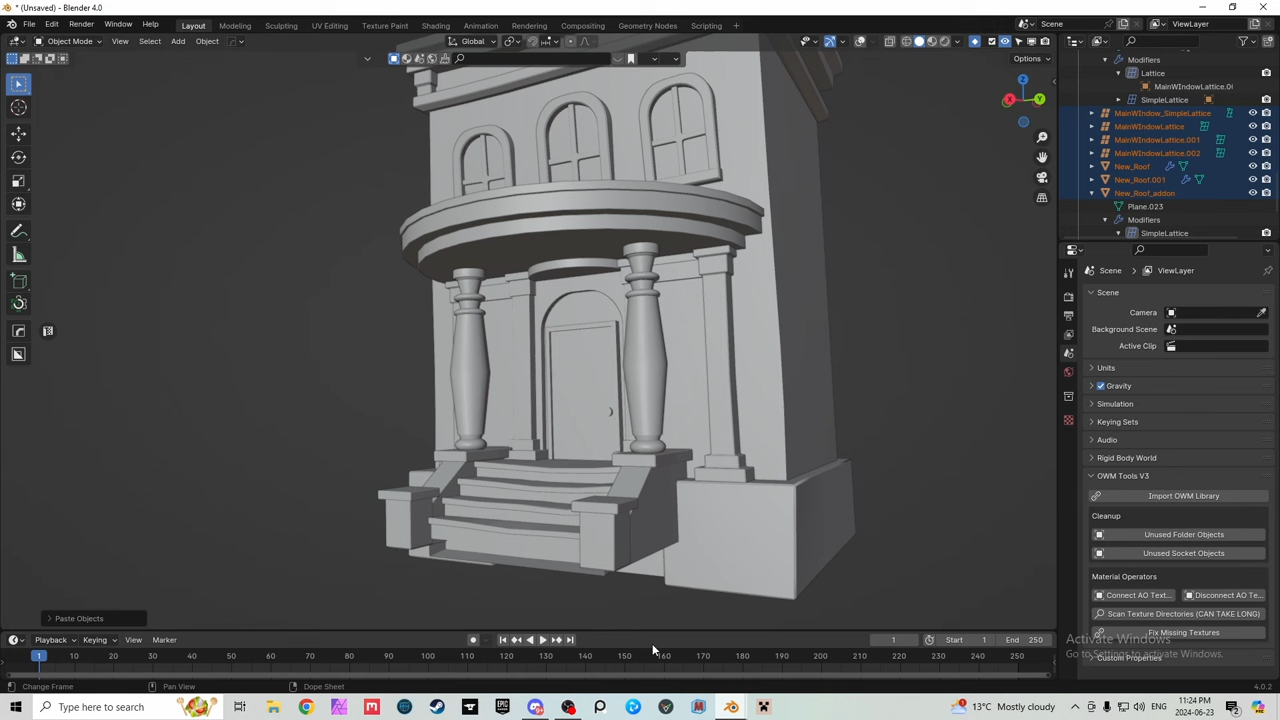 * (Unsaved) - Blender 4.0
File Edit Render Window Help Layout Modeling Sculpting UV Editing Texture Paint Shading Animation Rendering Compositing Geometry Nodes Scripting + Scene ViewLayer
Object Mode View Select Add Object Global
Options
Modifiers
Lattice
MainWIndowLattice.0
SimpleLattice
MainWIndow_SimpleLattice
MainWIndowLattice
MainWIndowLattice.001
MainWIndowLattice.002
New_Roof
New_Roof.001
New_Roof_addon
Plane.023
Modifiers
SimpleLattice
X Y Z
Scene ViewLayer
Scene
Camera
Background Scene
Active Clip
Units
Gravity
Simulation
Keying Sets
Audio
Rigid Body World
OWM Tools V3
Import OWM Library
Cleanup
Unused Folder Objects
Unused Socket Objects
Material Operators
Connect AO Text... Disconnect AO Te...
Scan Texture Directories (CAN TAKE LONG)
Fix Missing Textures
Custom Properties
Activate Windows
Go to Settings to activate Windows.
Paste Objects
Playback Keying View Marker 1 Start 1 End 250
1 10 20 30 40 50 60 70 80 90 100 110 120 130 140 150 160 170 180 190 200 210 220 230 240 250
Change Frame Pan View Dope Sheet 4.0.2
Type here to search 13°C Mostly cloudy 11:24 PM
2024-06-23